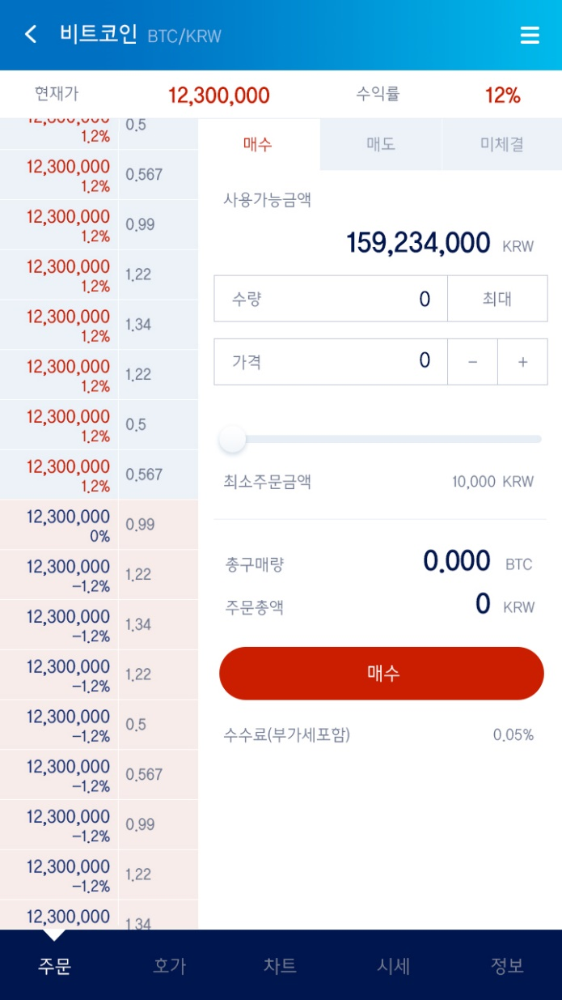 비트코인 BTC/KRW
현재가 12,300,000 수익률 12%
12,300,000 0.5
1.2%
12,300,000 0.567
1.2%
12,300,000 0.99
1.2%
12,300,000 1.22
1.2%
12,300,000 1.34
1.2%
12,300,000 1.22
1.2%
12,300,000 0.5
1.2%
12,300,000 0.567
1.2%
12,300,000 0.99
0%
12,300,000 1.22
−1.2%
12,300,000 1.34
−1.2%
12,300,000 1.22
−1.2%
12,300,000 0.5
−1.2%
12,300,000 0.567
−1.2%
12,300,000 0.99
−1.2%
12,300,000 1.22
−1.2%
12,300,000 1.34
매수 매도 미체결
사용가능금액
159,234,000 KRW
수량 0 최대
가격 0 − +
최소주문금액 10,000 KRW
총구매량 0.000 BTC
주문총액 0 KRW
매수
수수료(부가세포함) 0.05%
주문 호가 차트 시세 정보